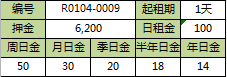 编号 R0104-0009 起租期 1天
押金 6,200 日租金 100
周日金 月日金 季日金 半年日金 年日金
50 30 20 18 14